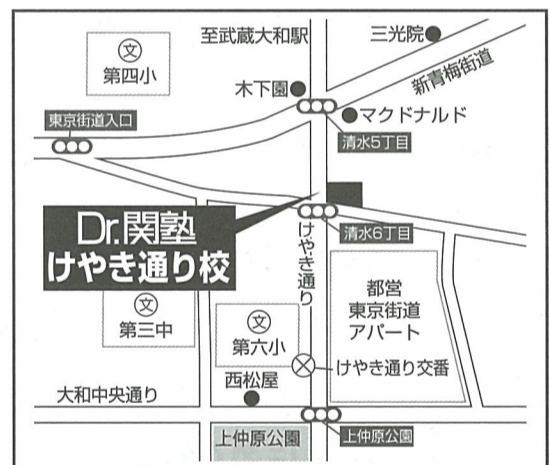 至武蔵大和駅
三光院
文
第四小
新青梅街道
木下園
東京街道入口
マクドナルド
清水5丁目
Dr.関塾
けやき通り校
清水6丁目
けやき通り
都営
東京街道
アパート
文
第三中
文
第六小
けやき通り交番
西松屋
大和中央通り
上仲原公園
上仲原公園